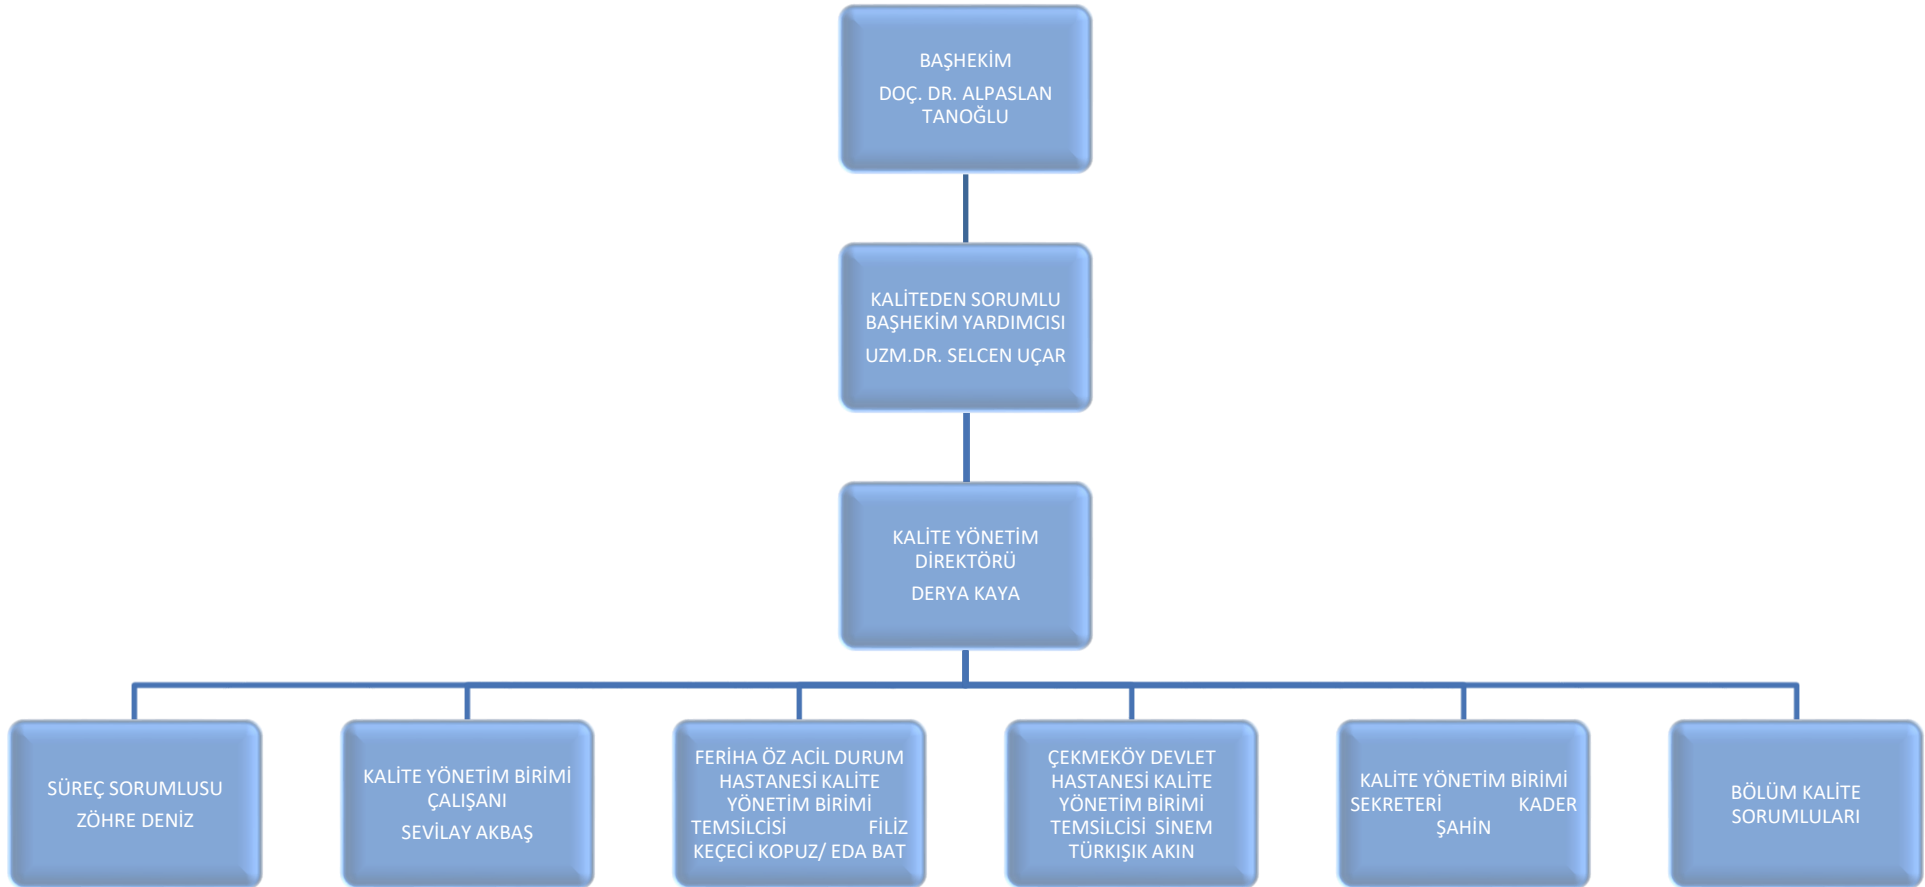 BAŞHEKİM
DOÇ. DR. ALPASLAN
TANOĞLU
KALİTEDEN SORUMLU
BAŞHEKİM YARDIMCISI
UZM.DR. SELCEN UÇAR
KALİTE YÖNETİM
DİREKTÖRÜ
DERYA KAYA
SÜREÇ SORUMLUSU
ZÖHRE DENİZ
KALİTE YÖNETİM BİRİMİ
ÇALIŞANI
SEVİLAY AKBAŞ
FERİHA ÖZ ACİL DURUM
HASTANESİ KALİTE
YÖNETİM BİRİMİ
TEMSİLCİSİ FİLİZ
KEÇECİ KOPUZ/ EDA BAT
ÇEKMEKÖY DEVLET
HASTANESİ KALİTE
YÖNETİM BİRİMİ
TEMSİLCİSİ SİNEM
TÜRKIŞIK AKIN
KALİTE YÖNETİM BİRİMİ
SEKRETERİ KADER
ŞAHİN
BÖLÜM KALİTE
SORUMLULARI